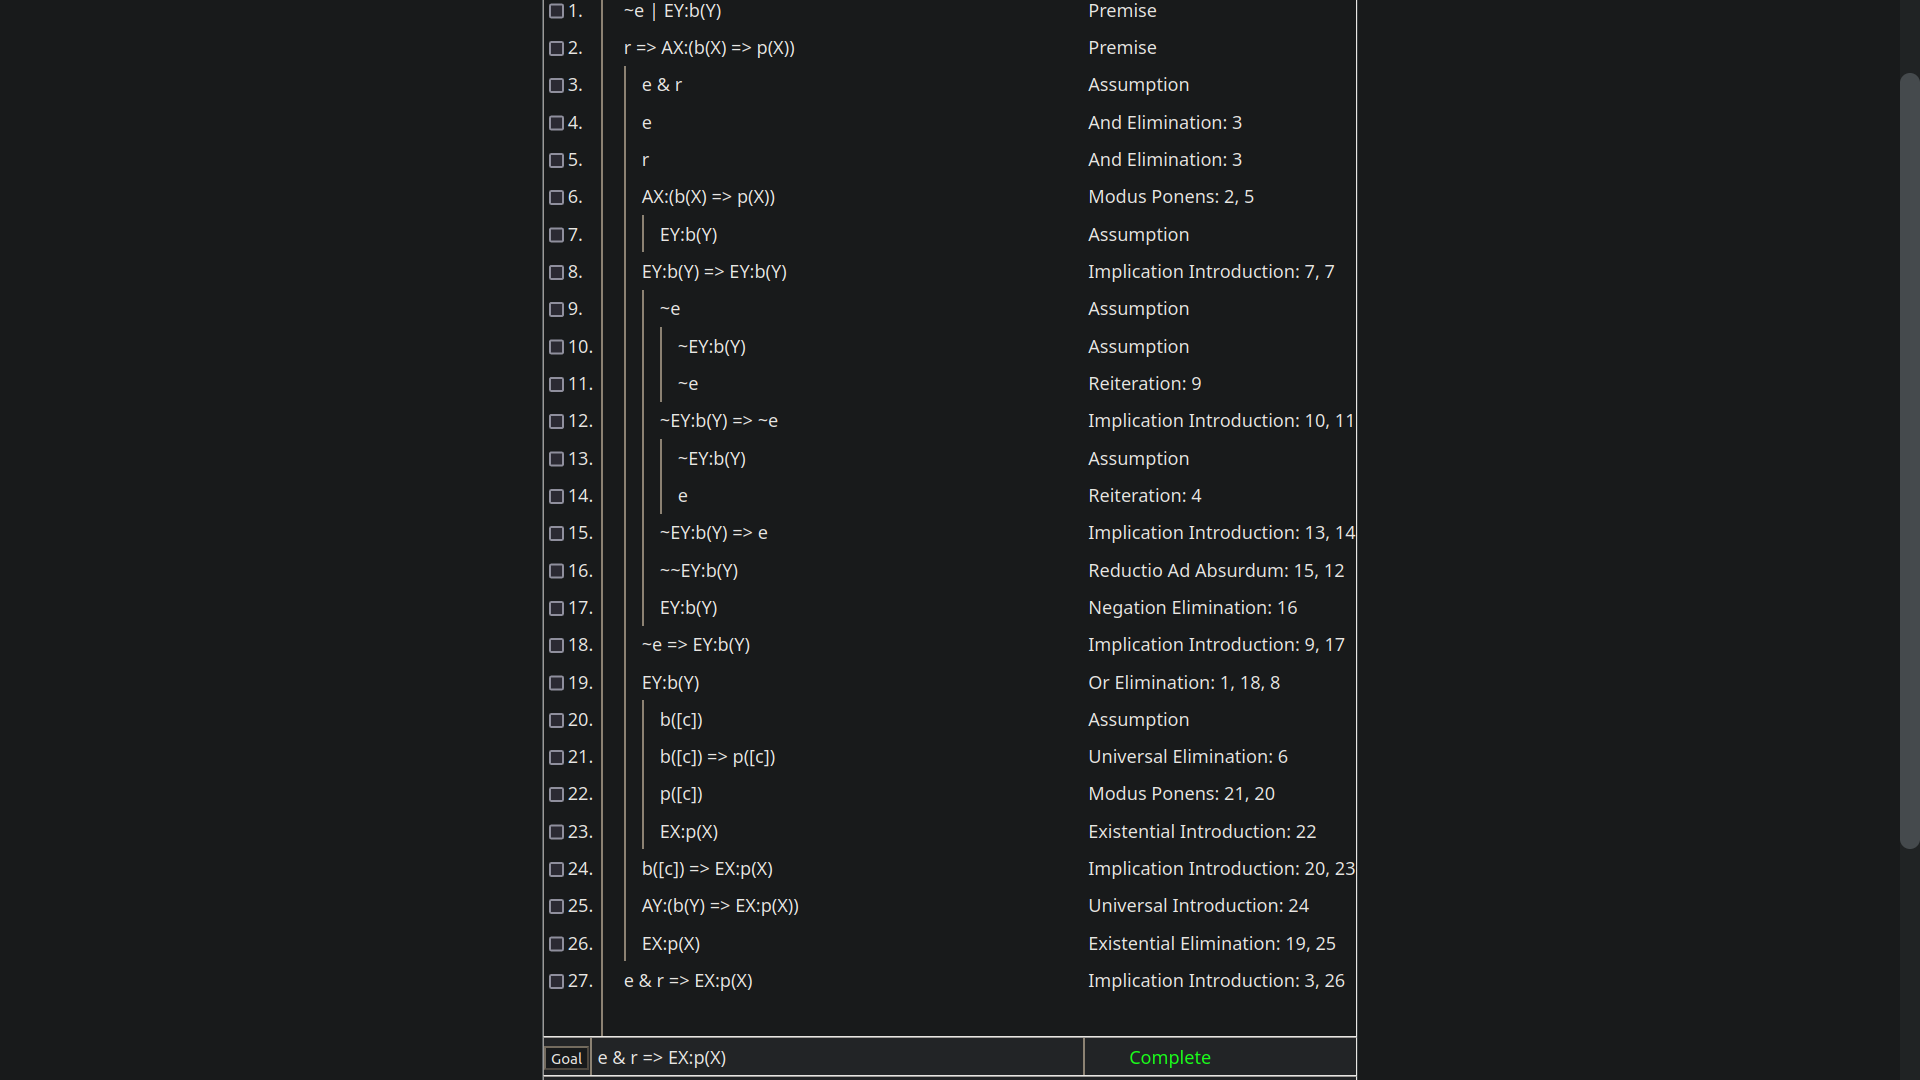 1. ~e | EY:b(Y) Premise
2. r => AX:(b(X) => p(X)) Premise
3. e & r Assumption
4. e And Elimination: 3
5. r And Elimination: 3
6. AX:(b(X) => p(X)) Modus Ponens: 2, 5
7. EY:b(Y) Assumption
8. EY:b(Y) => EY:b(Y) Implication Introduction: 7, 7
9. ~e Assumption
10. ~EY:b(Y) Assumption
11. ~e Reiteration: 9
12. ~EY:b(Y) => ~e Implication Introduction: 10, 11
13. ~EY:b(Y) Assumption
14. e Reiteration: 4
15. ~EY:b(Y) => e Implication Introduction: 13, 14
16. ~~EY:b(Y) Reductio Ad Absurdum: 15, 12
17. EY:b(Y) Negation Elimination: 16
18. ~e => EY:b(Y) Implication Introduction: 9, 17
19. EY:b(Y) Or Elimination: 1, 18, 8
20. b([c]) Assumption
21. b([c]) => p([c]) Universal Elimination: 6
22. p([c]) Modus Ponens: 21, 20
23. EX:p(X) Existential Introduction: 22
24. b([c]) => EX:p(X) Implication Introduction: 20, 23
25. AY:(b(Y) => EX:p(X)) Universal Introduction: 24
26. EX:p(X) Existential Elimination: 19, 25
27. e & r => EX:p(X) Implication Introduction: 3, 26
Goal e & r => EX:p(X) Complete